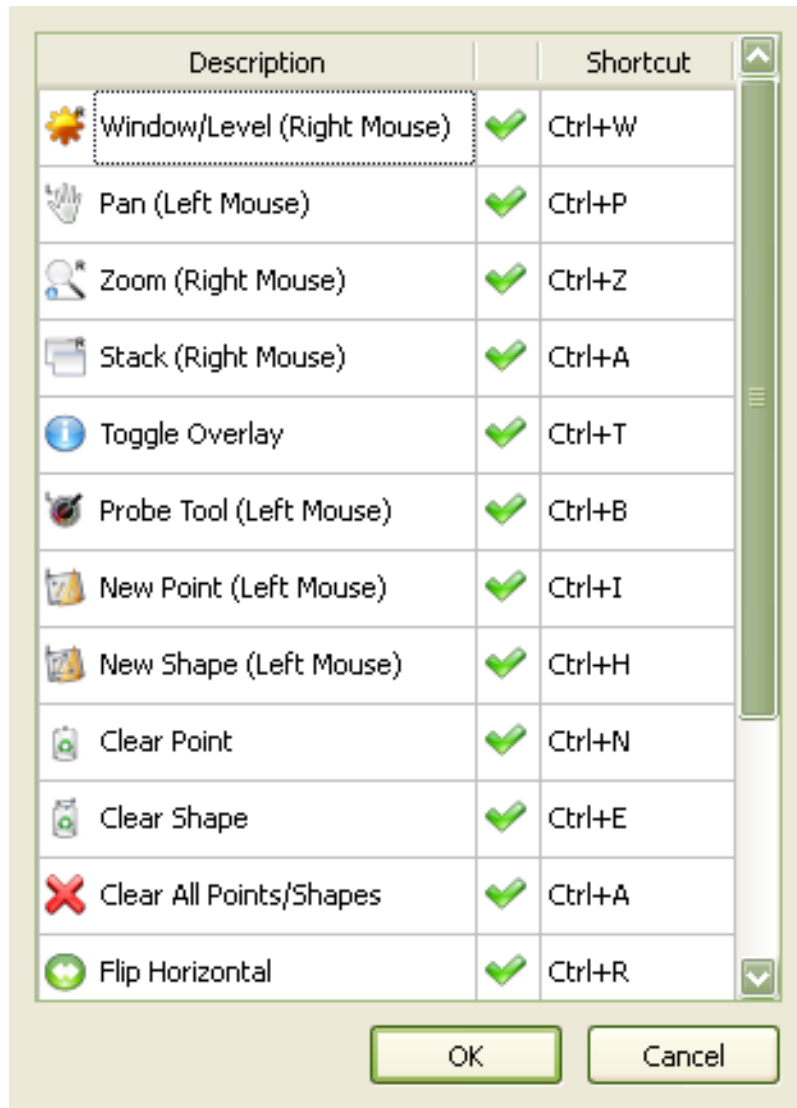 Description Shortcut
Window/Level (Right Mouse) Ctrl+W
Pan (Left Mouse) Ctrl+P
Zoom (Right Mouse) Ctrl+Z
Stack (Right Mouse) Ctrl+A
Toggle Overlay Ctrl+T
Probe Tool (Left Mouse) Ctrl+B
New Point (Left Mouse) Ctrl+I
New Shape (Left Mouse) Ctrl+H
Clear Point Ctrl+N
Clear Shape Ctrl+E
Clear All Points/Shapes Ctrl+A
Flip Horizontal Ctrl+R
OK Cancel